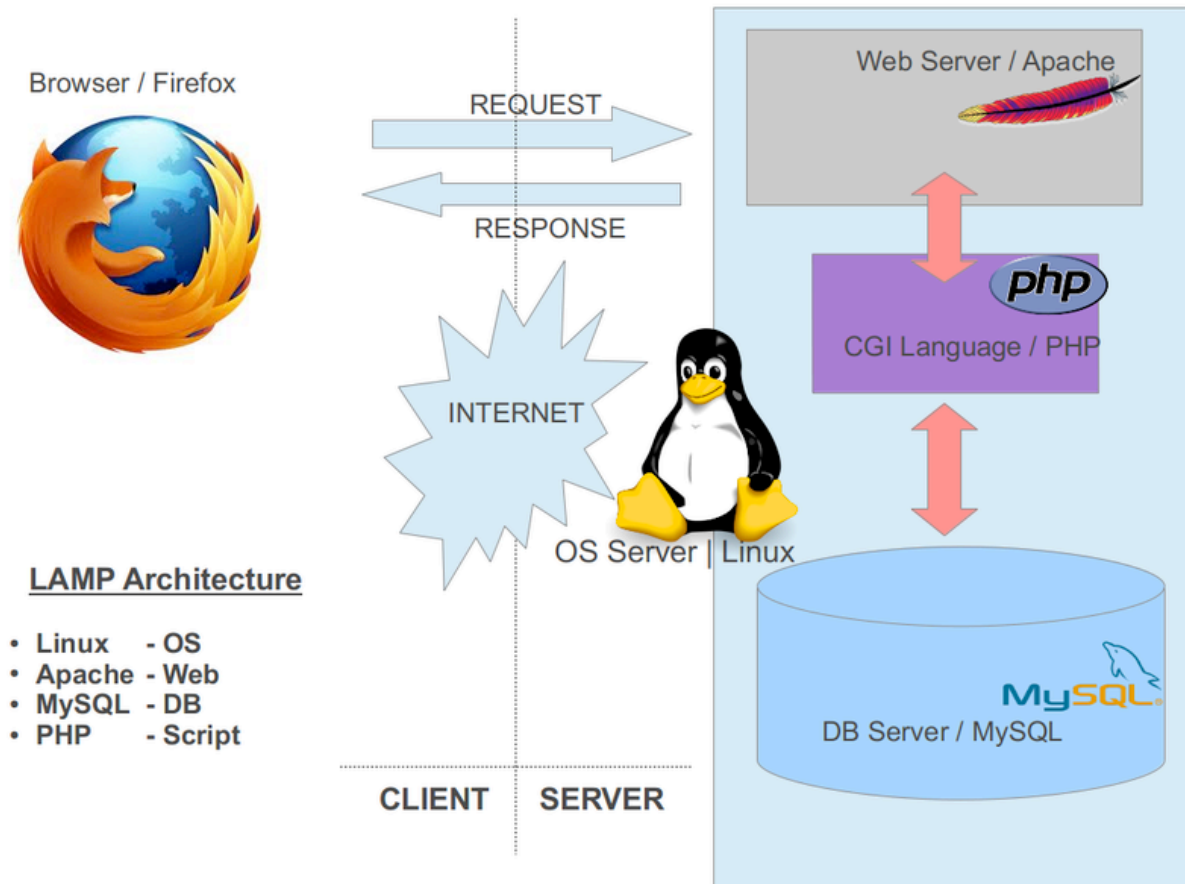 Browser / Firefox
REQUEST
RESPONSE
INTERNET
Web Server / Apache
php
CGI Language / PHP
OS Server | Linux
MySQL®
DB Server / MySQL
LAMP Architecture
• Linux - OS
• Apache - Web
• MySQL - DB
• PHP - Script
CLIENT
SERVER